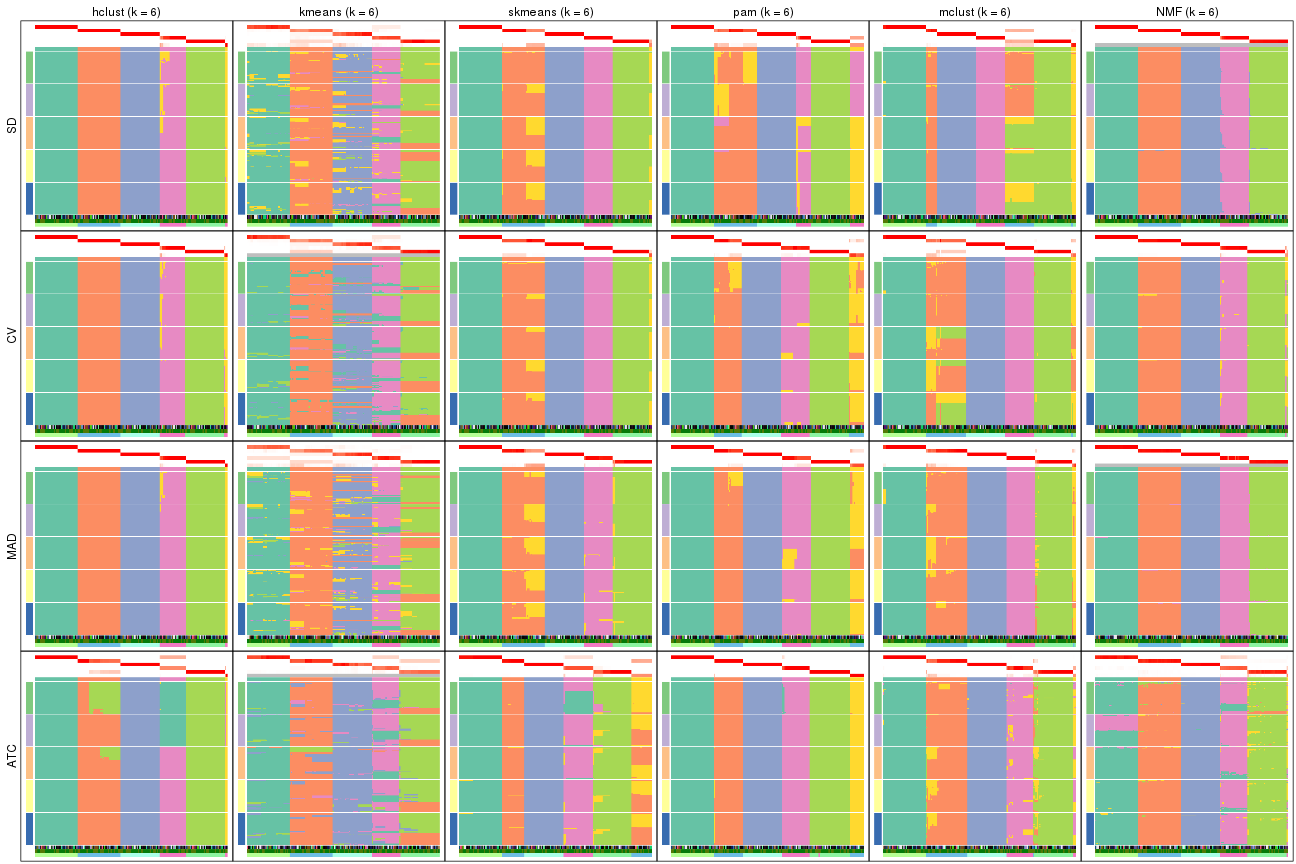 hclust (k = 6)
kmeans (k = 6)
skmeans (k = 6)
pam (k = 6)
mclust (k = 6)
NMF (k = 6)
SD
CV
MAD
ATC